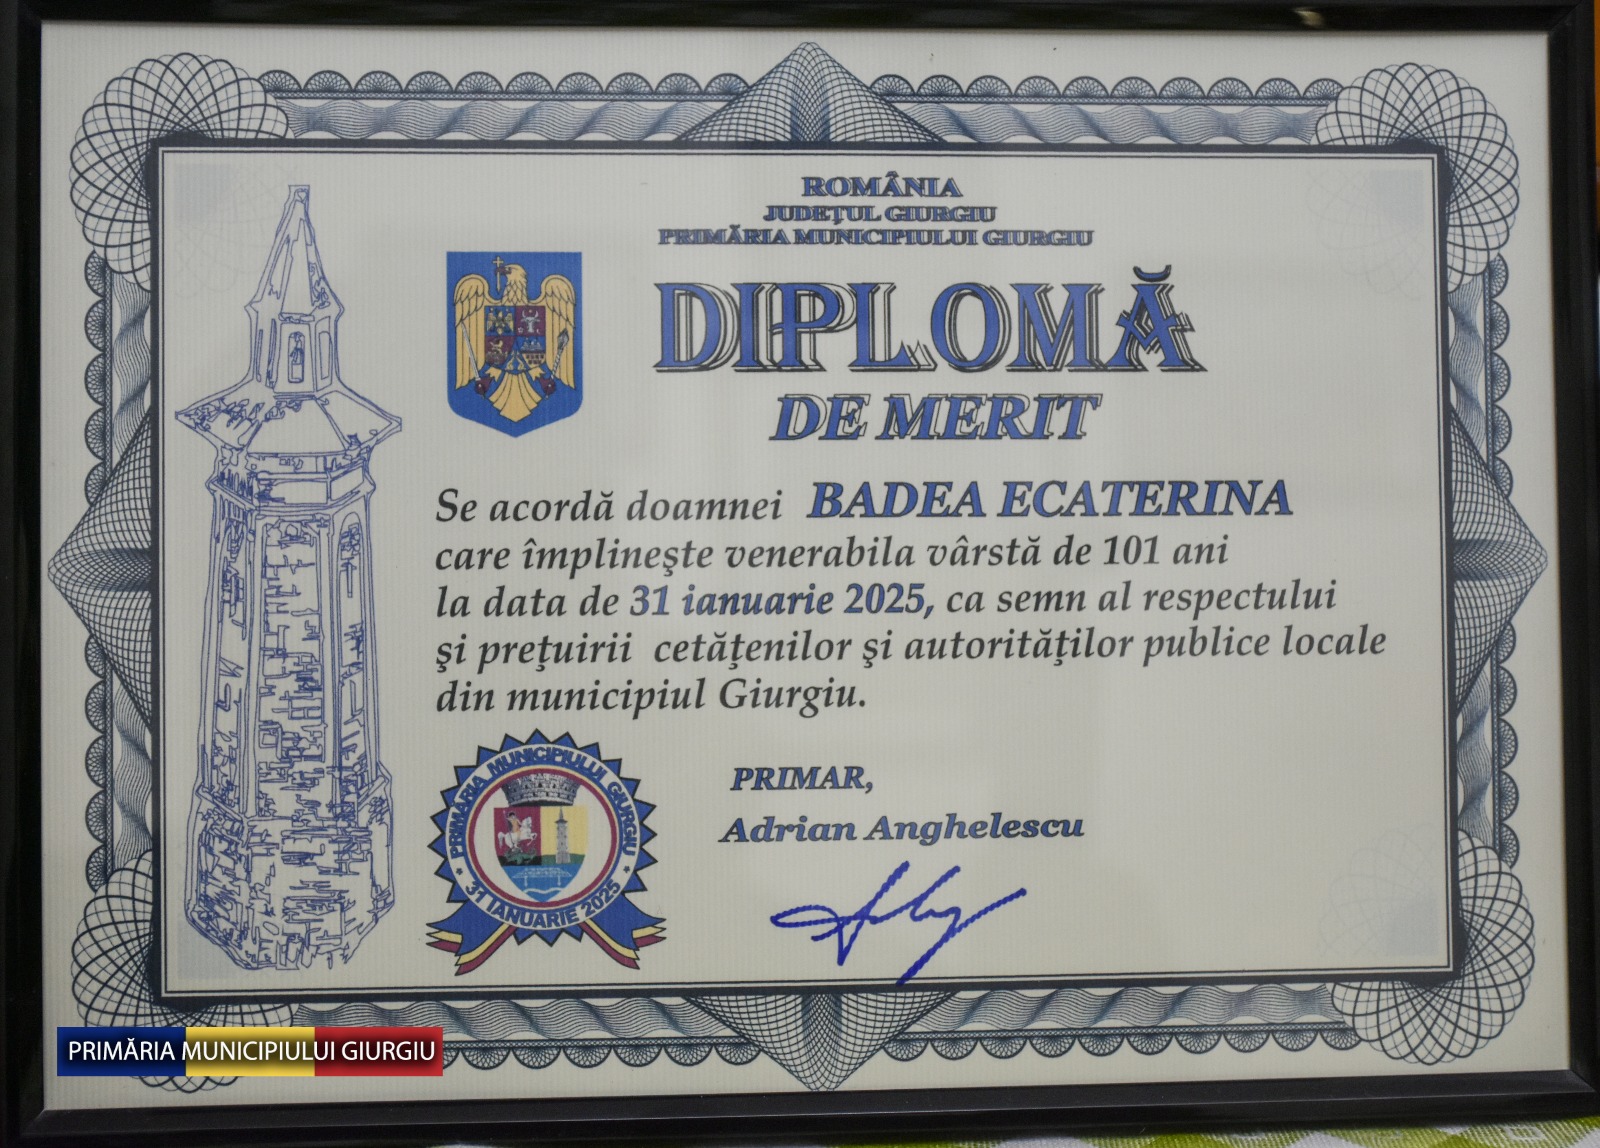 ROMÂNIA
JUDEŢUL GIURGIU
PRIMĂRIA MUNICIPIULUI GIURGIU
DIPLOMĂ
DE MERIT
Se acordă doamnei BADEA ECATERINA
care împlineşte venerabila vârstă de 101 ani
la data de 31 ianuarie 2025, ca semn al respectului
şi preţuirii cetăţenilor şi autorităţilor publice locale
din municipiul Giurgiu.
PRIMAR,
Adrian Anghelescu
PRIMĂRIA MUNICIPIULUI GIURGIU
* 31 IANUARIE 2025 *
PRIMĂRIA MUNICIPIULUI GIURGIU